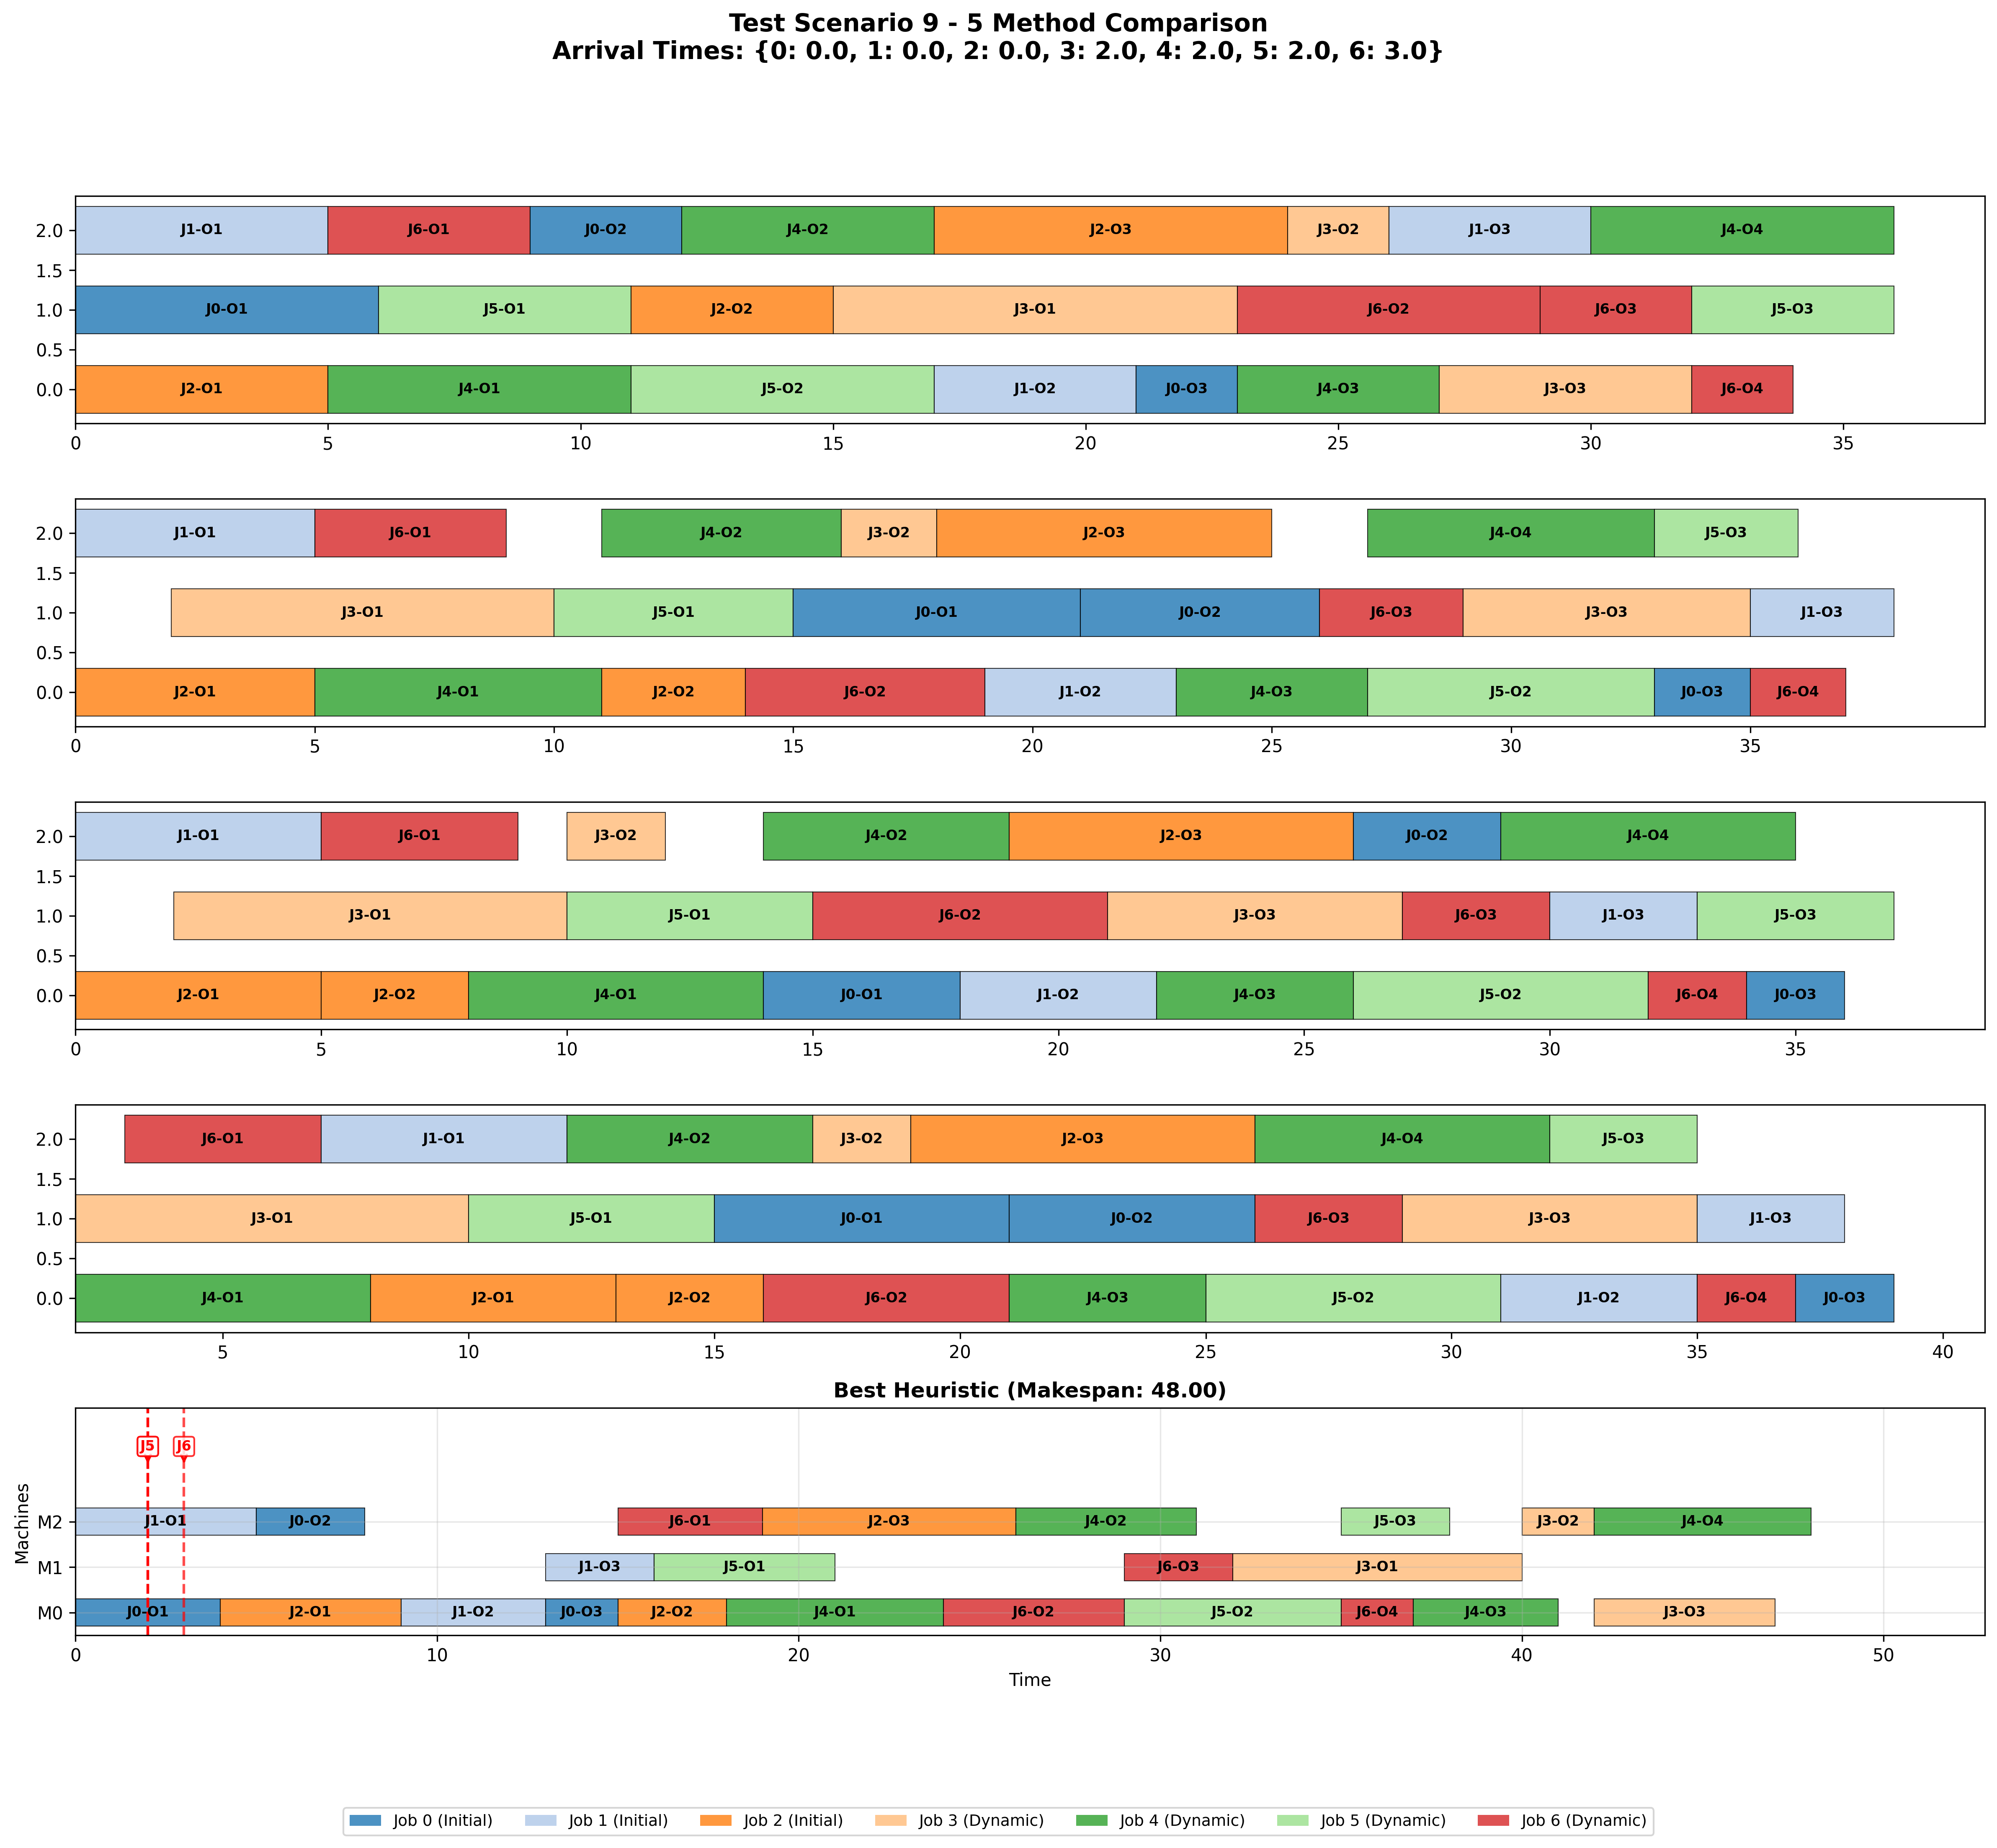 Test Scenario 9 - 5 Method Comparison
Arrival Times: {0: 0.0, 1: 0.0, 2: 0.0, 3: 2.0, 4: 2.0, 5: 2.0, 6: 3.0}
2.0 J1-O1 J6-O1 J0-O2 J4-O2 J2-O3 J3-O2 J1-O3 J4-O4
1.5
1.0 J0-O1 J5-O1 J2-O2 J3-O1 J6-O2 J6-O3 J5-O3
0.5
0.0 J2-O1 J4-O1 J5-O2 J1-O2 J0-O3 J4-O3 J3-O3 J6-O4
0 5 10 15 20 25 30 35
2.0 J1-O1 J6-O1 J4-O2 J3-O2 J2-O3 J4-O4 J5-O3
1.5
1.0 J3-O1 J5-O1 J0-O1 J0-O2 J6-O3 J3-O3 J1-O3
0.5
0.0 J2-O1 J4-O1 J2-O2 J6-O2 J1-O2 J4-O3 J5-O2 J0-O3 J6-O4
0 5 10 15 20 25 30 35
2.0 J1-O1 J6-O1 J3-O2 J4-O2 J2-O3 J0-O2 J4-O4
1.5
1.0 J3-O1 J5-O1 J6-O2 J3-O3 J6-O3 J1-O3 J5-O3
0.5
0.0 J2-O1 J2-O2 J4-O1 J0-O1 J1-O2 J4-O3 J5-O2 J6-O4 J0-O3
0 5 10 15 20 25 30 35
2.0 J6-O1 J1-O1 J4-O2 J3-O2 J2-O3 J4-O4 J5-O3
1.5
1.0 J3-O1 J5-O1 J0-O1 J0-O2 J6-O3 J3-O3 J1-O3
0.5
0.0 J4-O1 J2-O1 J2-O2 J6-O2 J4-O3 J5-O2 J1-O2 J6-O4 J0-O3
5 10 15 20 25 30 35 40
Best Heuristic (Makespan: 48.00)
J5 J6
Machines
M2 J1-O1 J0-O2 J6-O1 J2-O3 J4-O2 J5-O3 J3-O2 J4-O4
M1 J1-O3 J5-O1 J6-O3 J3-O1
M0 J0-O1 J2-O1 J1-O2 J0-O3 J2-O2 J4-O1 J6-O2 J5-O2 J6-O4 J4-O3 J3-O3
0 10 20 30 40 50
Time
Job 0 (Initial) Job 1 (Initial) Job 2 (Initial) Job 3 (Dynamic) Job 4 (Dynamic) Job 5 (Dynamic) Job 6 (Dynamic)